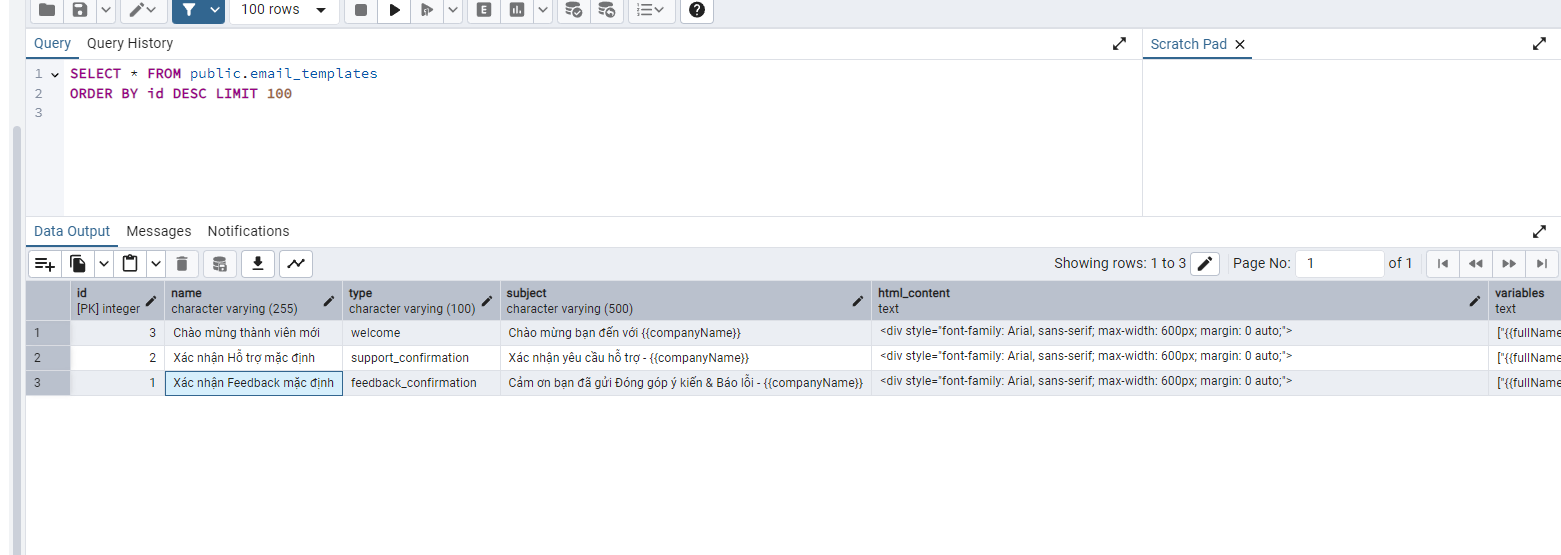 100 rows
E
Query Query History
Scratch Pad
1 SELECT * FROM public.email_templates
2 ORDER BY id DESC LIMIT 100
3
Data Output Messages Notifications
Showing rows: 1 to 3 Page No: 1 of 1
id name type subject html_content variables
[PK] integer character varying (255) character varying (100) character varying (500) text text
1 3 Chào mừng thành viên mới welcome Chào mừng bạn đến với {{companyName}} <div style="font-family: Arial, sans-serif; max-width: 600px; margin: 0 auto;"> ["{{fullName
2 2 Xác nhận Hỗ trợ mặc định support_confirmation Xác nhận yêu cầu hỗ trợ - {{companyName}} <div style="font-family: Arial, sans-serif; max-width: 600px; margin: 0 auto;"> ["{{fullName
3 1 Xác nhận Feedback mặc định feedback_confirmation Cảm ơn bạn đã gửi Đóng góp ý kiến & Báo lỗi - {{companyName}} <div style="font-family: Arial, sans-serif; max-width: 600px; margin: 0 auto;"> ["{{fullName